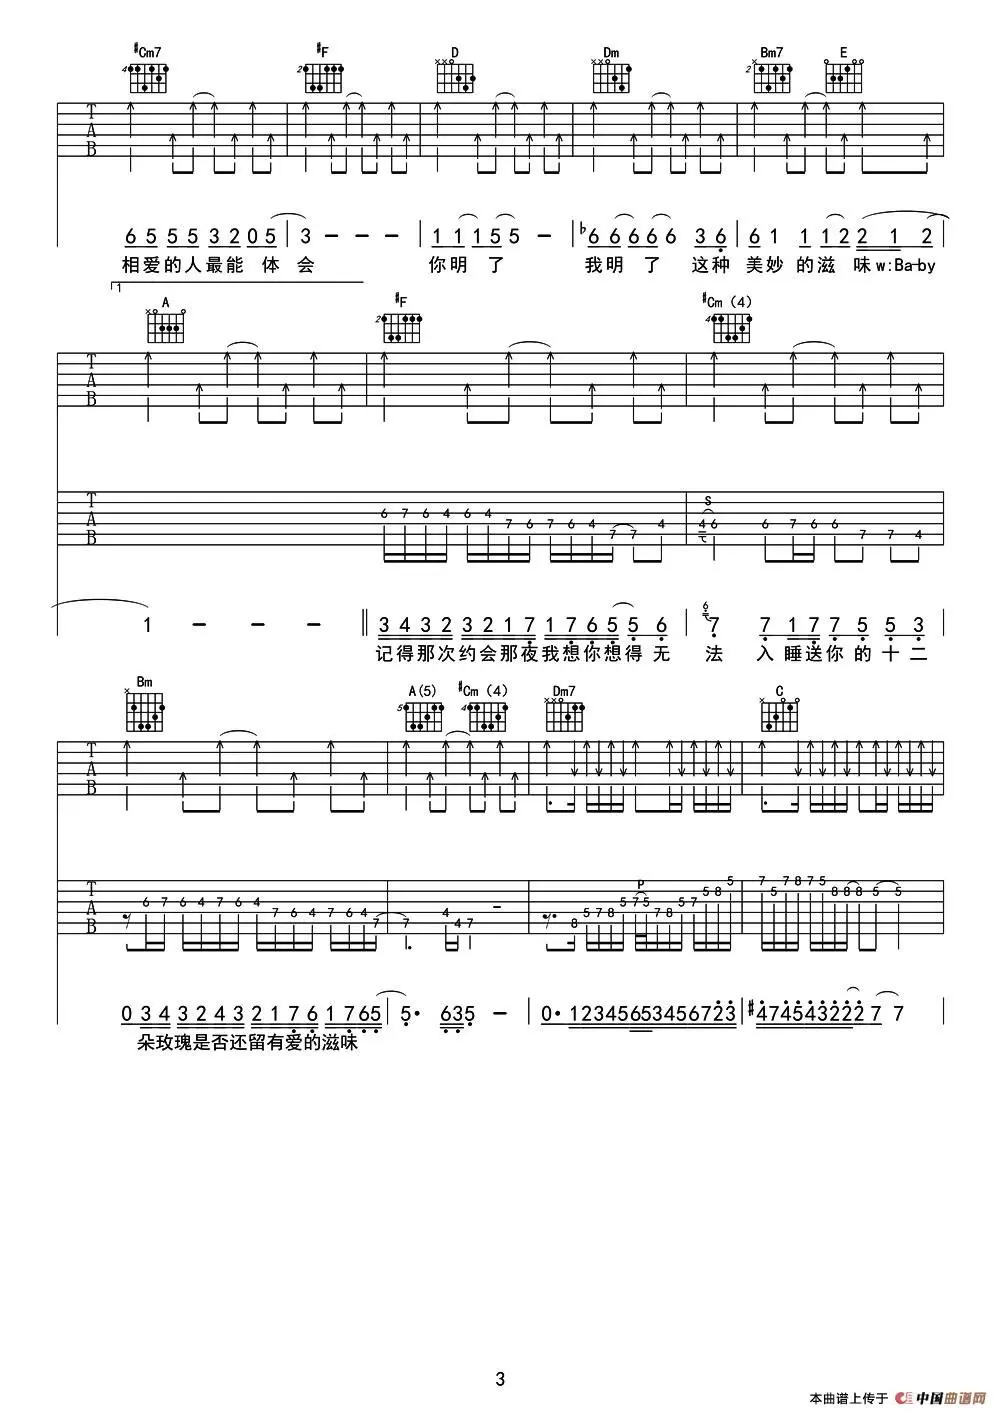 #Cm7 #F D Dm Bm7 E
4 2 2
T A B
6 5 5 5 3 2 0 5 3 - - - 1 1 1 5 5 - b6 6 6 6 6 3 6 6 1 1 1 2 2 1 2
相爱的人最能 体会 你明了 我明了 这种 美妙的滋 味w:Ba-by
1
A #F #Cm (4)
2 4
T A B
S
T A B
6 7 6 4 6 4 7 6 7 6 4 7 7 4 4 6 6 7 6 6 7 7 4
1 - - - 3 4 3 2 3 2 1 7 1 7 6 5 5 6 6 7 7 1 7 7 5 5 3
记得那次约会那夜我想你想得无 法 入睡送你的十二
Bm A(5) #Cm (4) Dm7 C
5 4
T A B
P
T A B
6 7 6 4 7 6 4 7 6 4 7 6 4 7 7 4 4 7 - 8 5 7 8 5 7 5 7 8 5 7 5 8 5 7 5 7 8 7 5 8 8 8 5 5
0 3 4 3 2 4 3 2 1 7 6 1 7 6 5 5· 6 3 5 - 0· 1 2 3 4 5 6 5 3 4 5 6 7 2 3 #4 7 4 5 4 3 2 2 2 7 7
朵玫瑰是否还留有爱的滋味
3
本曲谱上传于 中国曲谱网